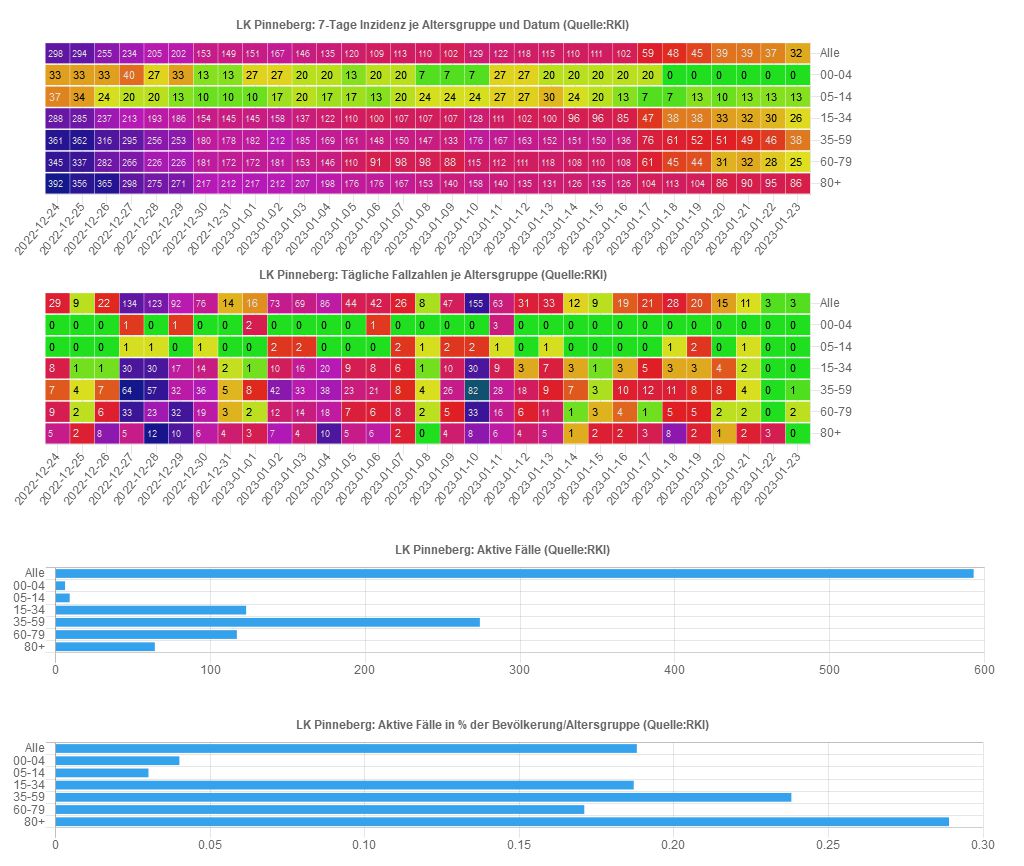 LK Pinneberg: 7-Tage Inzidenz je Altersgruppe und Datum (Quelle:RKI)
298 294 255 234 205 202 153 149 151 167 146 135 120 109 113 110 102 129 122 118 115 110 111 102 59 48 45 39 39 37 32 Alle
33 33 33 40 27 33 13 13 27 27 20 20 13 20 20 7 7 7 27 27 20 20 20 20 20 0 0 0 0 0 0 00-04
37 34 24 20 20 13 10 10 10 17 20 17 17 13 20 24 24 24 27 27 30 24 20 13 7 7 13 10 13 13 13 05-14
288 285 237 213 193 186 154 145 145 158 137 122 110 100 107 107 107 128 111 102 100 96 96 85 47 38 38 33 32 30 26 15-34
361 362 316 295 256 253 180 178 182 212 185 169 161 148 150 147 133 176 167 163 152 151 150 136 76 61 52 51 49 46 38 35-59
345 337 282 266 226 226 181 172 172 181 153 146 110 91 98 98 88 115 112 111 118 108 110 108 61 45 44 31 32 28 25 60-79
392 356 365 298 275 271 217 212 217 212 207 198 176 176 167 153 140 158 140 135 131 126 135 126 104 113 104 86 90 95 86 80+
2022-12-24 2022-12-25 2022-12-26 2022-12-27 2022-12-28 2022-12-29 2022-12-30 2022-12-31 2023-01-01 2023-01-02 2023-01-03 2023-01-04 2023-01-05 2023-01-06 2023-01-07 2023-01-08 2023-01-09 2023-01-10 2023-01-11 2023-01-12 2023-01-13 2023-01-14 2023-01-15 2023-01-16 2023-01-17 2023-01-18 2023-01-19 2023-01-20 2023-01-21 2023-01-22 2023-01-23
LK Pinneberg: Tägliche Fallzahlen je Altersgruppe (Quelle:RKI)
29 9 22 134 123 92 76 14 16 73 69 86 44 42 26 8 47 155 63 31 33 12 9 19 21 28 20 15 11 3 3 Alle
0 0 0 1 0 1 0 0 2 0 0 0 0 1 0 0 0 0 3 0 0 0 0 0 0 0 0 0 0 0 0 00-04
0 0 0 1 1 0 1 0 0 2 2 0 0 0 2 1 2 2 1 0 1 0 0 0 0 1 2 0 1 0 0 05-14
8 1 1 30 30 17 14 2 1 10 16 20 9 8 6 1 10 30 9 3 7 3 1 3 5 3 3 4 2 0 0 15-34
7 4 7 64 57 32 36 5 8 42 33 38 23 21 8 4 26 82 28 18 9 7 3 10 12 11 8 8 4 0 1 35-59
9 2 6 33 23 32 19 3 2 12 14 18 7 6 8 2 5 33 16 6 11 1 3 4 1 5 5 2 2 0 2 60-79
5 2 8 5 12 10 6 4 3 7 4 10 5 6 2 0 4 8 6 4 5 1 2 2 3 8 2 1 2 3 0 80+
2022-12-24 2022-12-25 2022-12-26 2022-12-27 2022-12-28 2022-12-29 2022-12-30 2022-12-31 2023-01-01 2023-01-02 2023-01-03 2023-01-04 2023-01-05 2023-01-06 2023-01-07 2023-01-08 2023-01-09 2023-01-10 2023-01-11 2023-01-12 2023-01-13 2023-01-14 2023-01-15 2023-01-16 2023-01-17 2023-01-18 2023-01-19 2023-01-20 2023-01-21 2023-01-22 2023-01-23
LK Pinneberg: Aktive Fälle (Quelle:RKI)
Alle
00-04
05-14
15-34
35-59
60-79
80+
0 100 200 300 400 500 600
LK Pinneberg: Aktive Fälle in % der Bevölkerung/Altersgruppe (Quelle:RKI)
Alle
00-04
05-14
15-34
35-59
60-79
80+
0 0.05 0.10 0.15 0.20 0.25 0.30